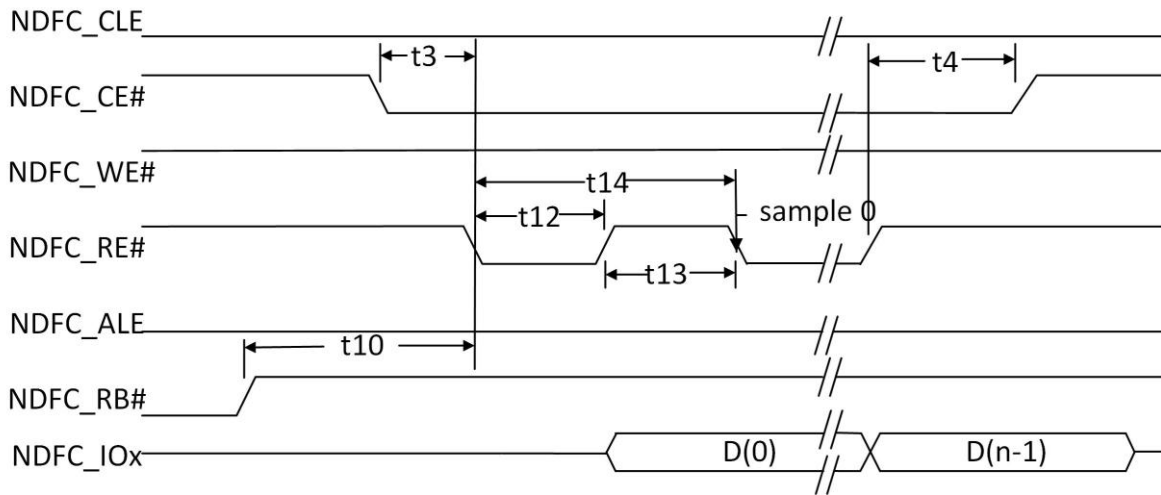 NDFC_CLE
t3
t4
NDFC_CE#
NDFC_WE#
t14
sample 0
t12
NDFC_RE#
t13
NDFC_ALE
t10
NDFC_RB#
NDFC_IOx
D(0)
D(n-1)